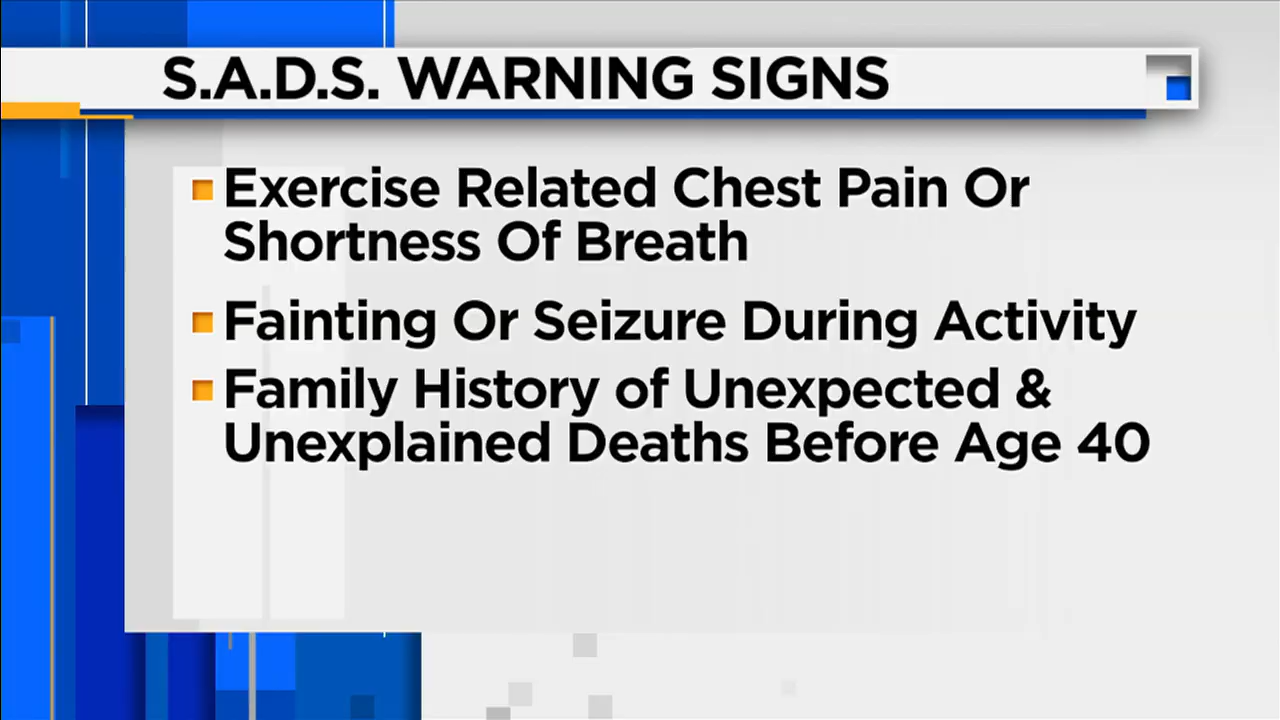 S.A.D.S. WARNING SIGNS
Exercise Related Chest Pain Or
Shortness Of Breath
Fainting Or Seizure During Activity
Family History of Unexpected &
Unexplained Deaths Before Age 40